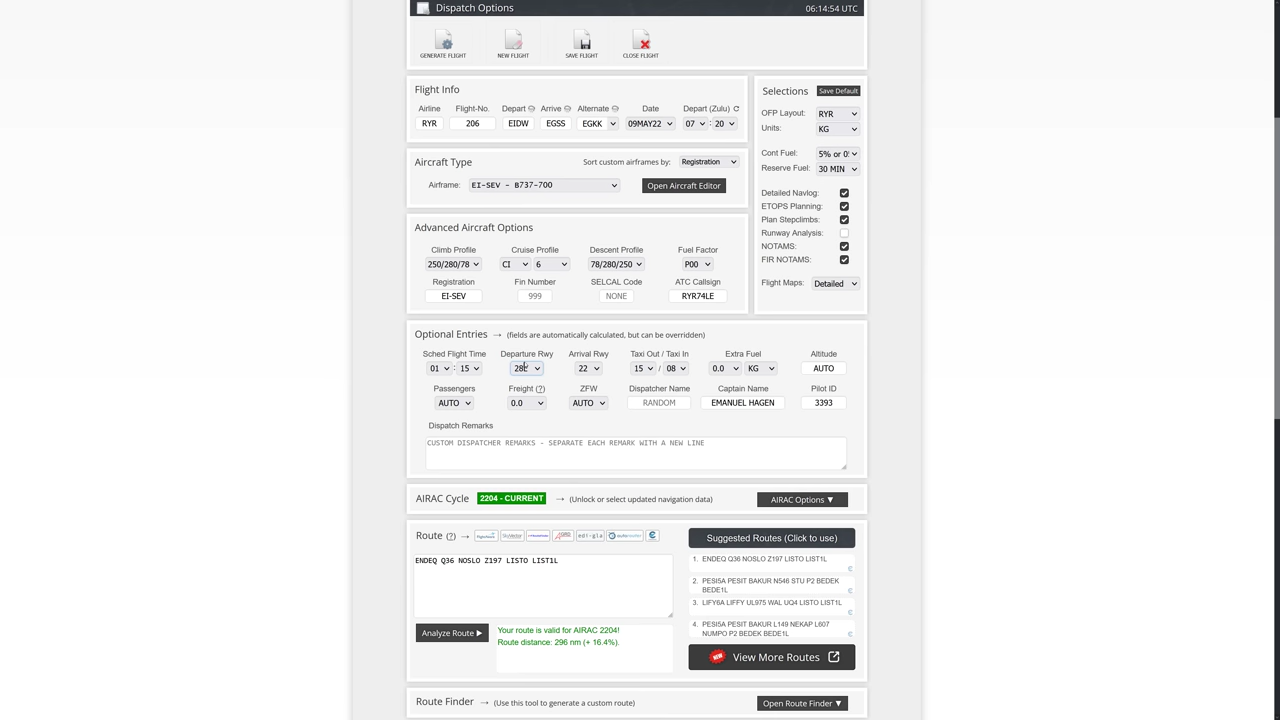 Dispatch Options 06:14:54 UTC
GENERATE FLIGHT NEW FLIGHT SAVE FLIGHT CLOSE FLIGHT
Flight Info
Airline Flight-No. Depart Arrive Alternate Date Depart (Zulu)
RYR 206 EIDW EGSS EGKK 09MAY22 07 : 20
Selections Save Default
OFP Layout: RYR
Units: KG
Cont Fuel: 5% or 0!
Reserve Fuel: 30 MIN
Detailed Navlog:
ETOPS Planning:
Plan Stepclimbs:
Runway Analysis:
NOTAMS:
FIR NOTAMS:
Flight Maps: Detailed
Aircraft Type Sort custom airframes by: Registration
Airframe: EI-SEV - B737-700 Open Aircraft Editor
Advanced Aircraft Options
Climb Profile Cruise Profile Descent Profile Fuel Factor
250/280/78 CI 6 78/280/250 P00
Registration Fin Number SELCAL Code ATC Callsign
EI-SEV 999 NONE RYR74LE
Optional Entries → (fields are automatically calculated, but can be overridden)
Sched Flight Time Departure Rwy Arrival Rwy Taxi Out / Taxi In Extra Fuel Altitude
01 : 15 28L 22 15 / 08 0.0 KG AUTO
Passengers Freight (?) ZFW Dispatcher Name Captain Name Pilot ID
AUTO 0.0 AUTO RANDOM EMANUEL HAGEN 3393
Dispatch Remarks
CUSTOM DISPATCHER REMARKS - SEPARATE EACH REMARK WITH A NEW LINE
AIRAC Cycle 2204 - CURRENT → (Unlock or select updated navigation data) AIRAC Options ▼
Route (?) → SkyVector edi-gla autorouter
ENDEQ Q36 NOSLO Z197 LISTO LIST1L
Analyze Route ▶
Your route is valid for AIRAC 2204!
Route distance: 296 nm (+ 16.4%).
Suggested Routes (Click to use)
1. ENDEQ Q36 NOSLO Z197 LISTO LIST1L
2. PESI5A PESIT BAKUR N546 STU P2 BEDEK
BEDE1L
3. LIFY6A LIFFY UL975 WAL UQ4 LISTO LIST1L
4. PESI5A PESIT BAKUR L149 NEKAP L607
NUMPO P2 BEDEK BEDE1L
NEW View More Routes
Route Finder → (Use this tool to generate a custom route) Open Route Finder ▼